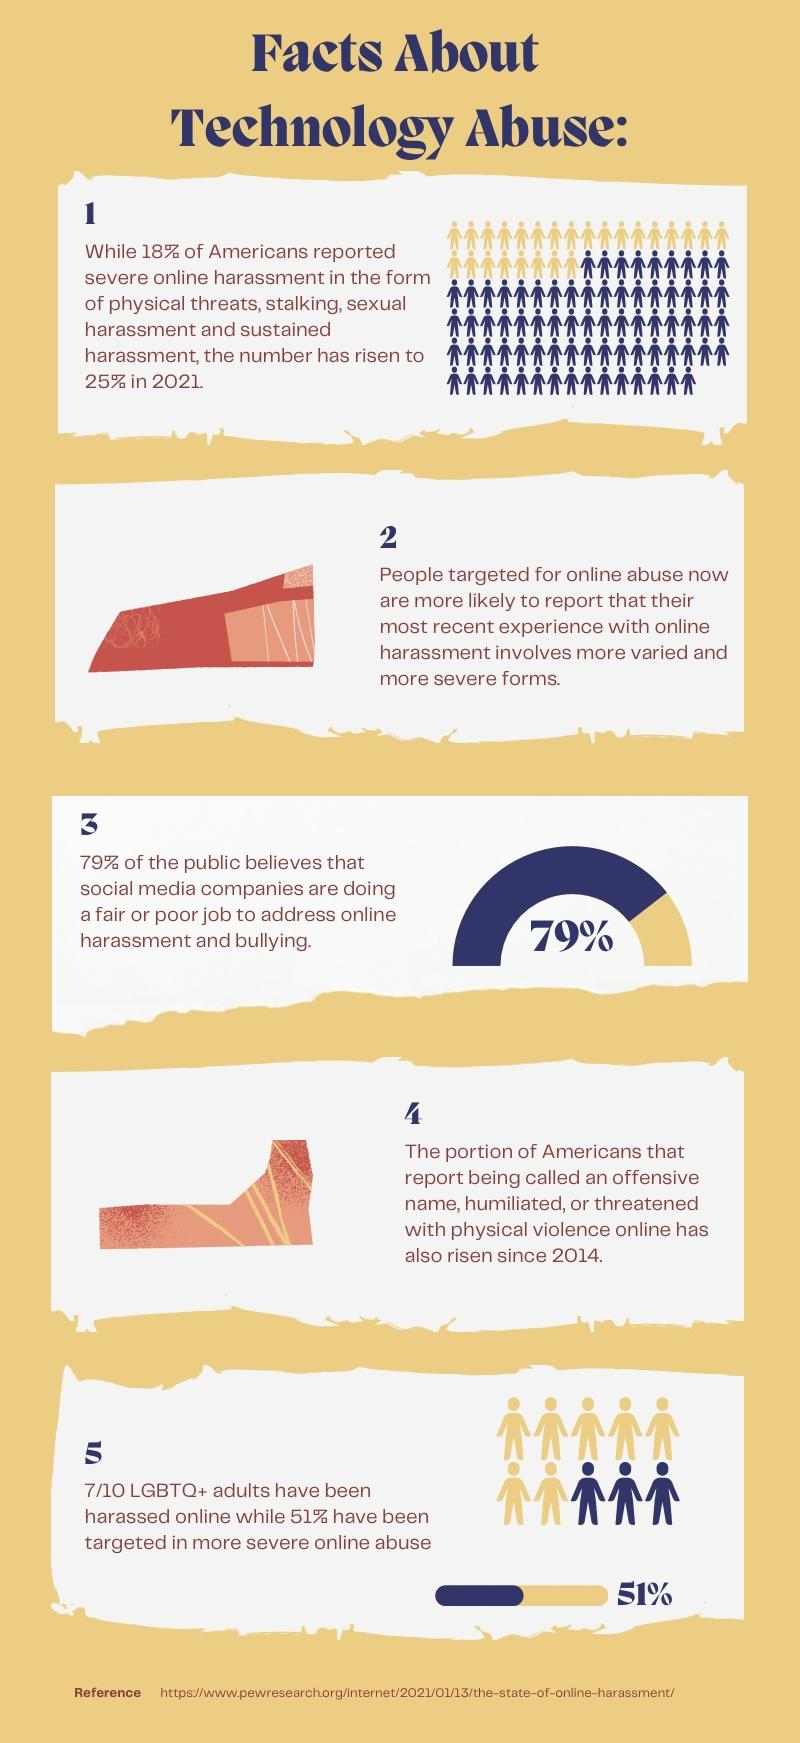 Facts About
Technology Abuse:
1
While 18% of Americans reported
severe online harassment in the form
of physical threats, stalking, sexual
harassment and sustained
harassment, the number has risen to
25% in 2021.
2
People targeted for online abuse now
are more likely to report that their
most recent experience with online
harassment involves more varied and
more severe forms.
3
79% of the public believes that
social media companies are doing
a fair or poor job to address online
harassment and bullying.
79%
4
The portion of Americans that
report being called an offensive
name, humiliated, or threatened
with physical violence online has
also risen since 2014.
5
7/10 LGBTQ+ adults have been
harassed online while 51% have been
targeted in more severe online abuse
51%
Reference https://www.pewresearch.org/internet/2021/01/13/the-state-of-online-harassment/